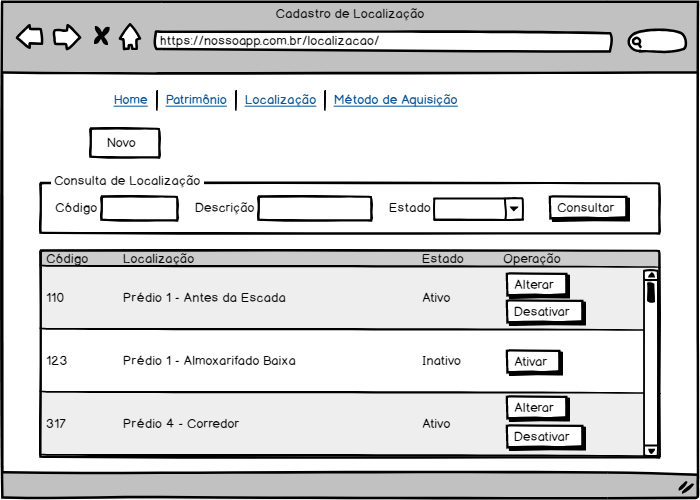 Cadastro de Localização
https://nossoapp.com.br/localizacao/
Home Patrimônio Localização Método de Aquisição
Novo
Consulta de Localização
Código Descrição Estado Consultar
Código Localização Estado Operação
110 Prédio 1 - Antes da Escada Ativo Alterar
Desativar
123 Prédio 1 - Almoxarifado Baixa Inativo Ativar
317 Prédio 4 - Corredor Ativo Alterar
Desativar